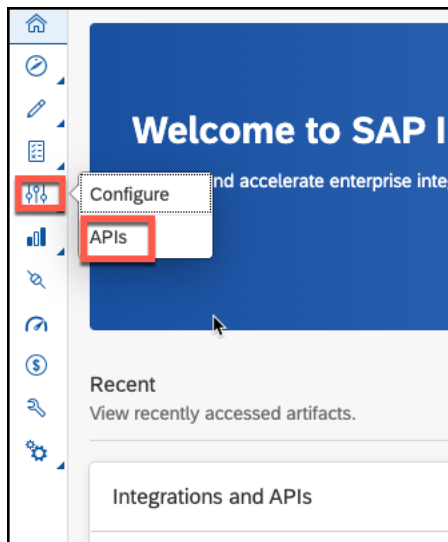 Welcome to SAP I
Configure
nd accelerate enterprise inte
APIs
Recent
View recently accessed artifacts.
Integrations and APIs